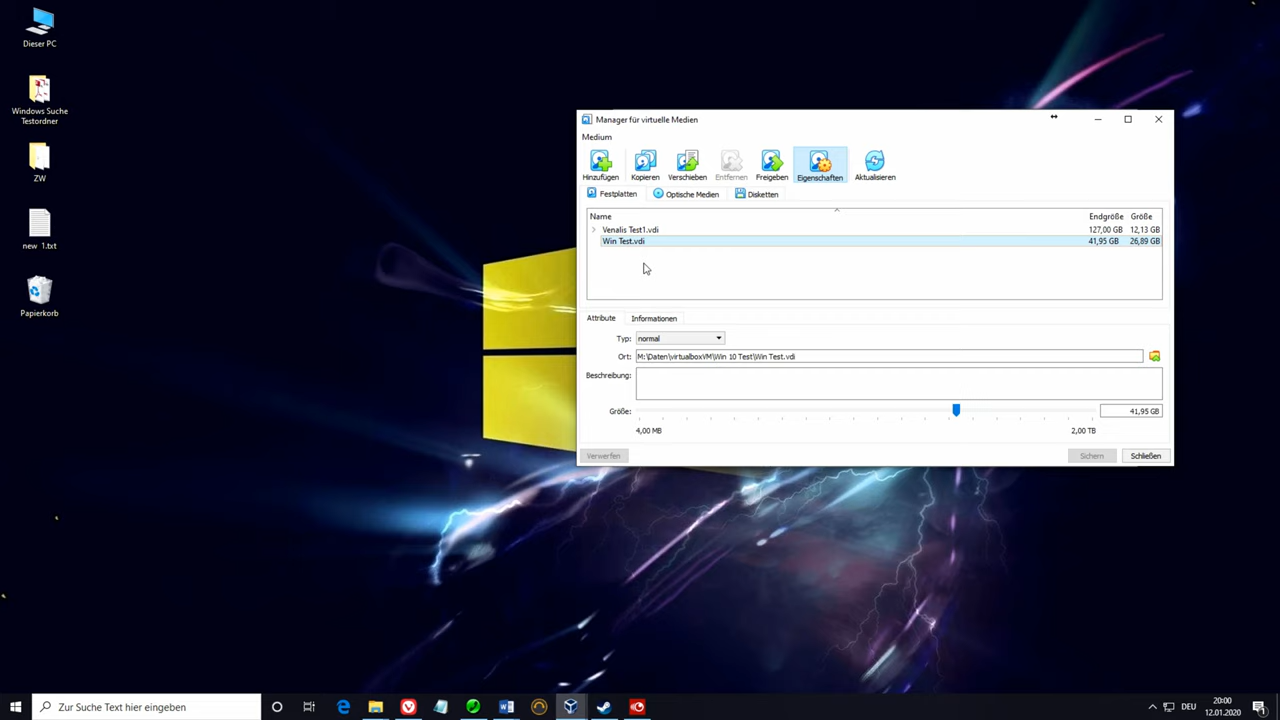 Dieser PC
Windows Suche
Testordner
ZW
new 1.txt
Papierkorb
Manager für virtuelle Medien
Medium
Hinzufügen
Kopieren
Verschieben
Entfernen
Freigeben
Eigenschaften
Aktualisieren
Festplatten
Optische Medien
Disketten
Name
Endgröße
Größe
Venalis Test1.vdi
127,00 GB
12,13 GB
Win Test.vdi
41,95 GB
26,89 GB
Attribute
Informationen
Typ:
normal
Ort:
M:\Daten\virtualboxVM\Win 10 Test\Win Test.vdi
Beschreibung:
Größe:
41,95 GB
4,00 MB
2,00 TB
Verwerfen
Sichern
Schließen
Zur Suche Text hier eingeben
DEU
20:00
12.01.2020